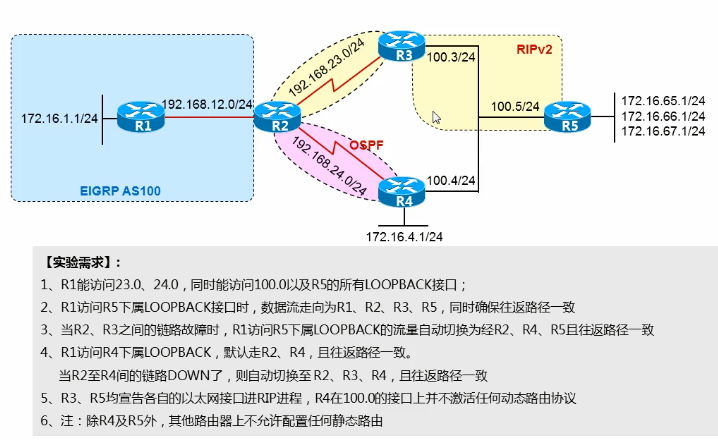 R3
100.3/24
RIPv2
192.168.23.0/24
172.16.1.1/24
R1
192.168.12.0/24
R2
100.5/24
R5
172.16.65.1/24
172.16.66.1/24
172.16.67.1/24
OSPF
192.168.24.0/24
EIGRP AS100
100.4/24
R4
172.16.4.1/24
【实验需求】:
1、R1能访问23.0、24.0，同时能访问100.0以及R5的所有LOOPBACK接口；
2、R1访问R5下属LOOPBACK接口时，数据流走向为R1、R2、R3、R5，同时确保往返路径一致
3、当R2、R3之间的链路故障时，R1访问R5下属LOOPBACK的流量自动切换为经R2、R4、R5且往返路径一致
4、R1访问R4下属LOOPBACK，默认走R2、R4，且往返路径一致。
当R2至R4间的链路DOWN了，则自动切换至 R2、R3、R4，且往返路径一致
5、R3、R5均宣告各自的以太网接口进RIP进程，R4在100.0的接口上并不激活任何动态路由协议
6、注：除R4及R5外，其他路由器上不允许配置任何静态路由